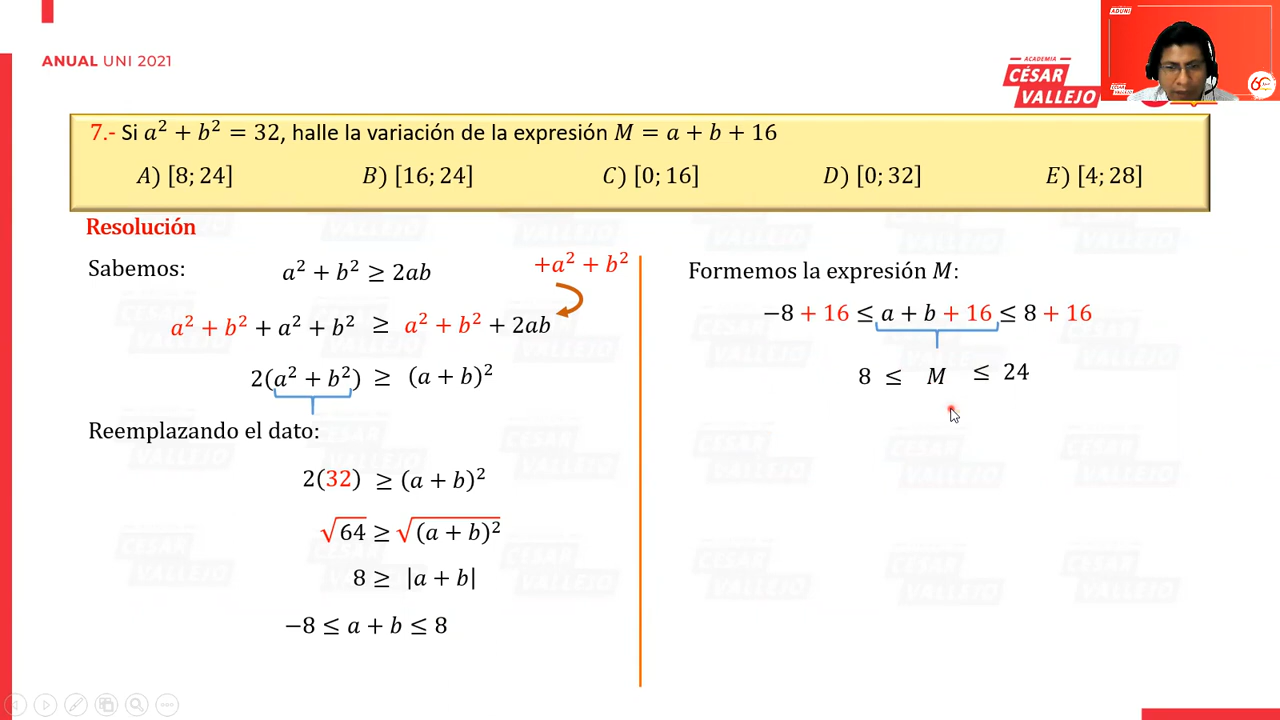 ANUAL UNI 2021
ADUNI
ACADEMIA
CÉSAR
VALLEJO
7.- Si a² + b² = 32, halle la variación de la expresión M = a + b + 16
A) [8; 24] B) [16; 24] C) [0; 16] D) [0; 32] E) [4; 28]
Resolución
Sabemos: a² + b² ≥ 2ab
+a² + b²
a² + b² + a² + b² ≥ a² + b² + 2ab
2(a² + b²) ≥ (a + b)²
Reemplazando el dato:
2(32) ≥ (a + b)²
√64 ≥ √(a + b)²
8 ≥ |a + b|
−8 ≤ a + b ≤ 8
Formemos la expresión M:
−8 + 16 ≤ a + b + 16 ≤ 8 + 16
8 ≤ M ≤ 24